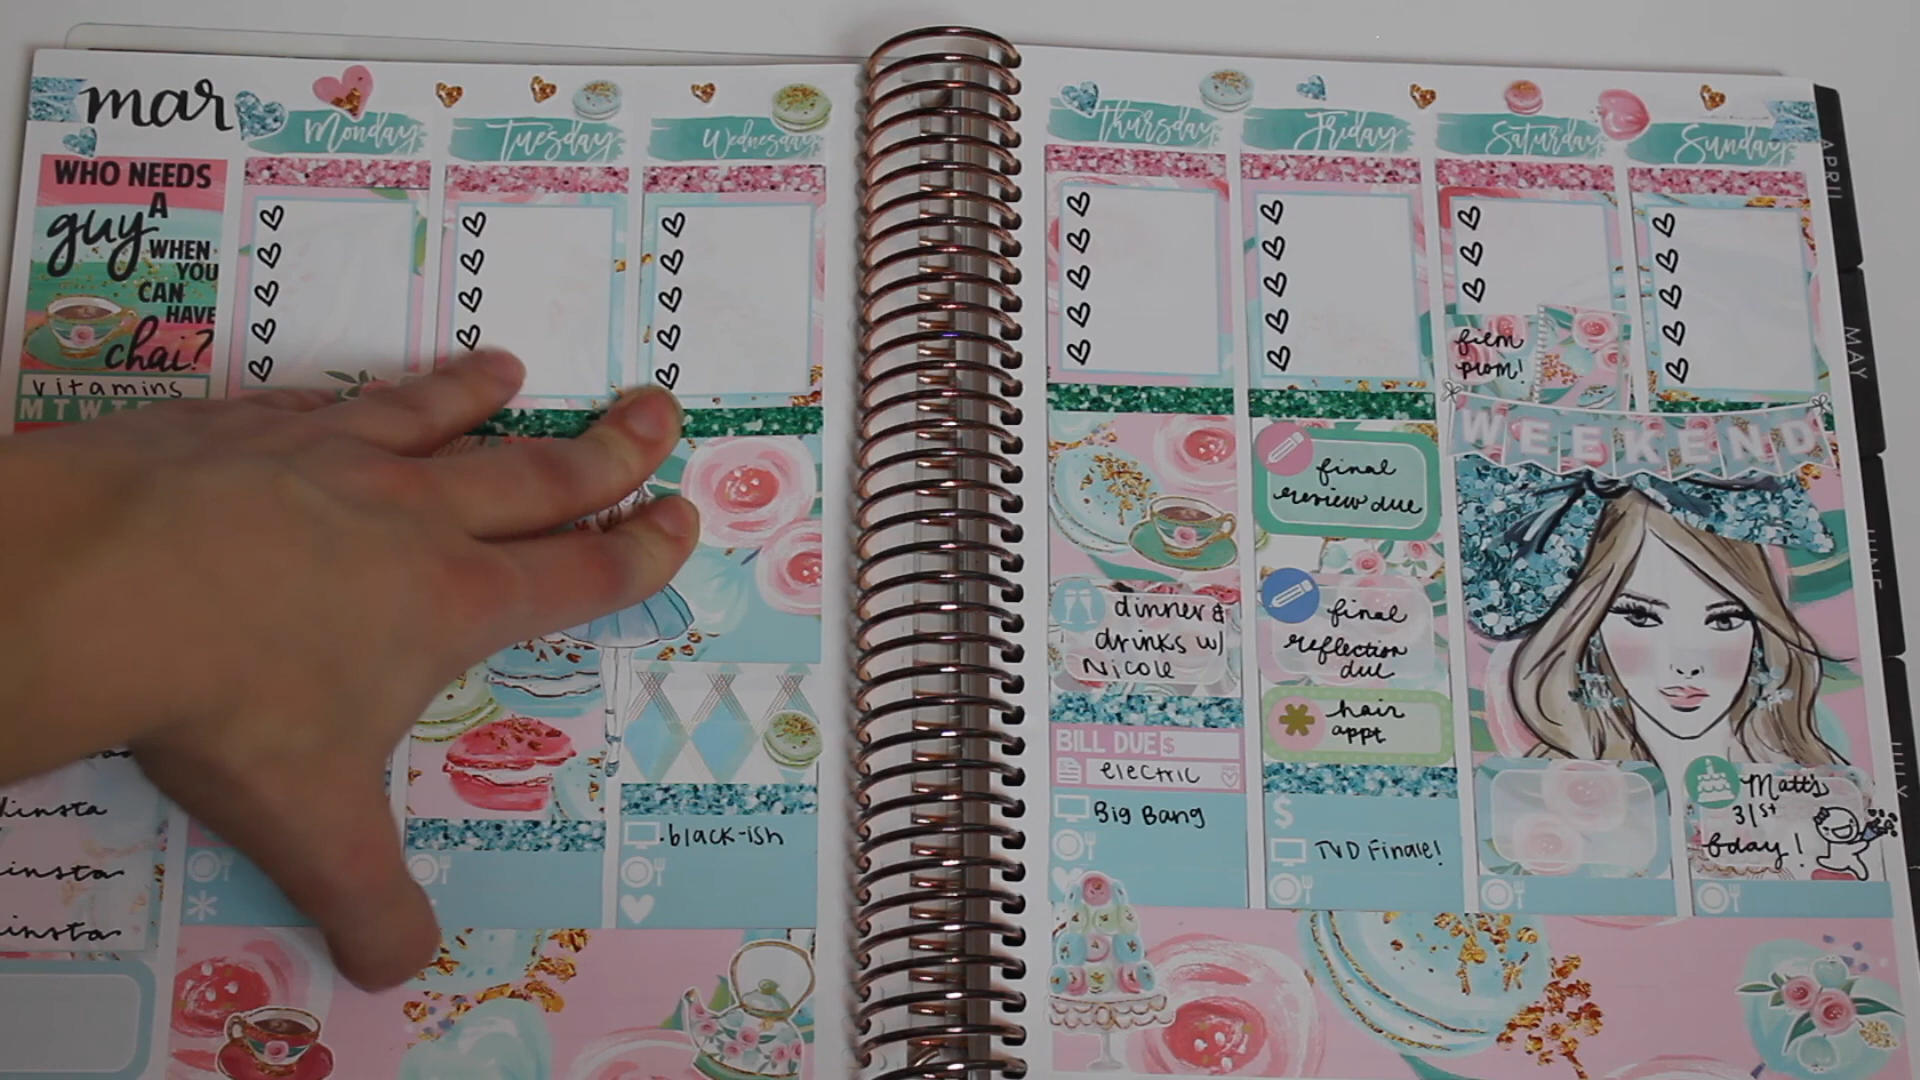 mar
Monday
Tuesday
Wednesday
Thursday
Friday
Saturday
Sunday
WHO NEEDS
A
guy
WHEN
YOU
CAN
HAVE
chai?
vitamins
M T W T
insta
insta
insta
black-ish
dinner &
drinks w/
Nicole
BILL DUE $
electric
Big Bang
final
review due
final
reflection
due
hair
appt
$
TVD Finale!
film
prom!
WEEKEND
Matt's
31st
bday!
APRIL
MAY
JUNE
JULY